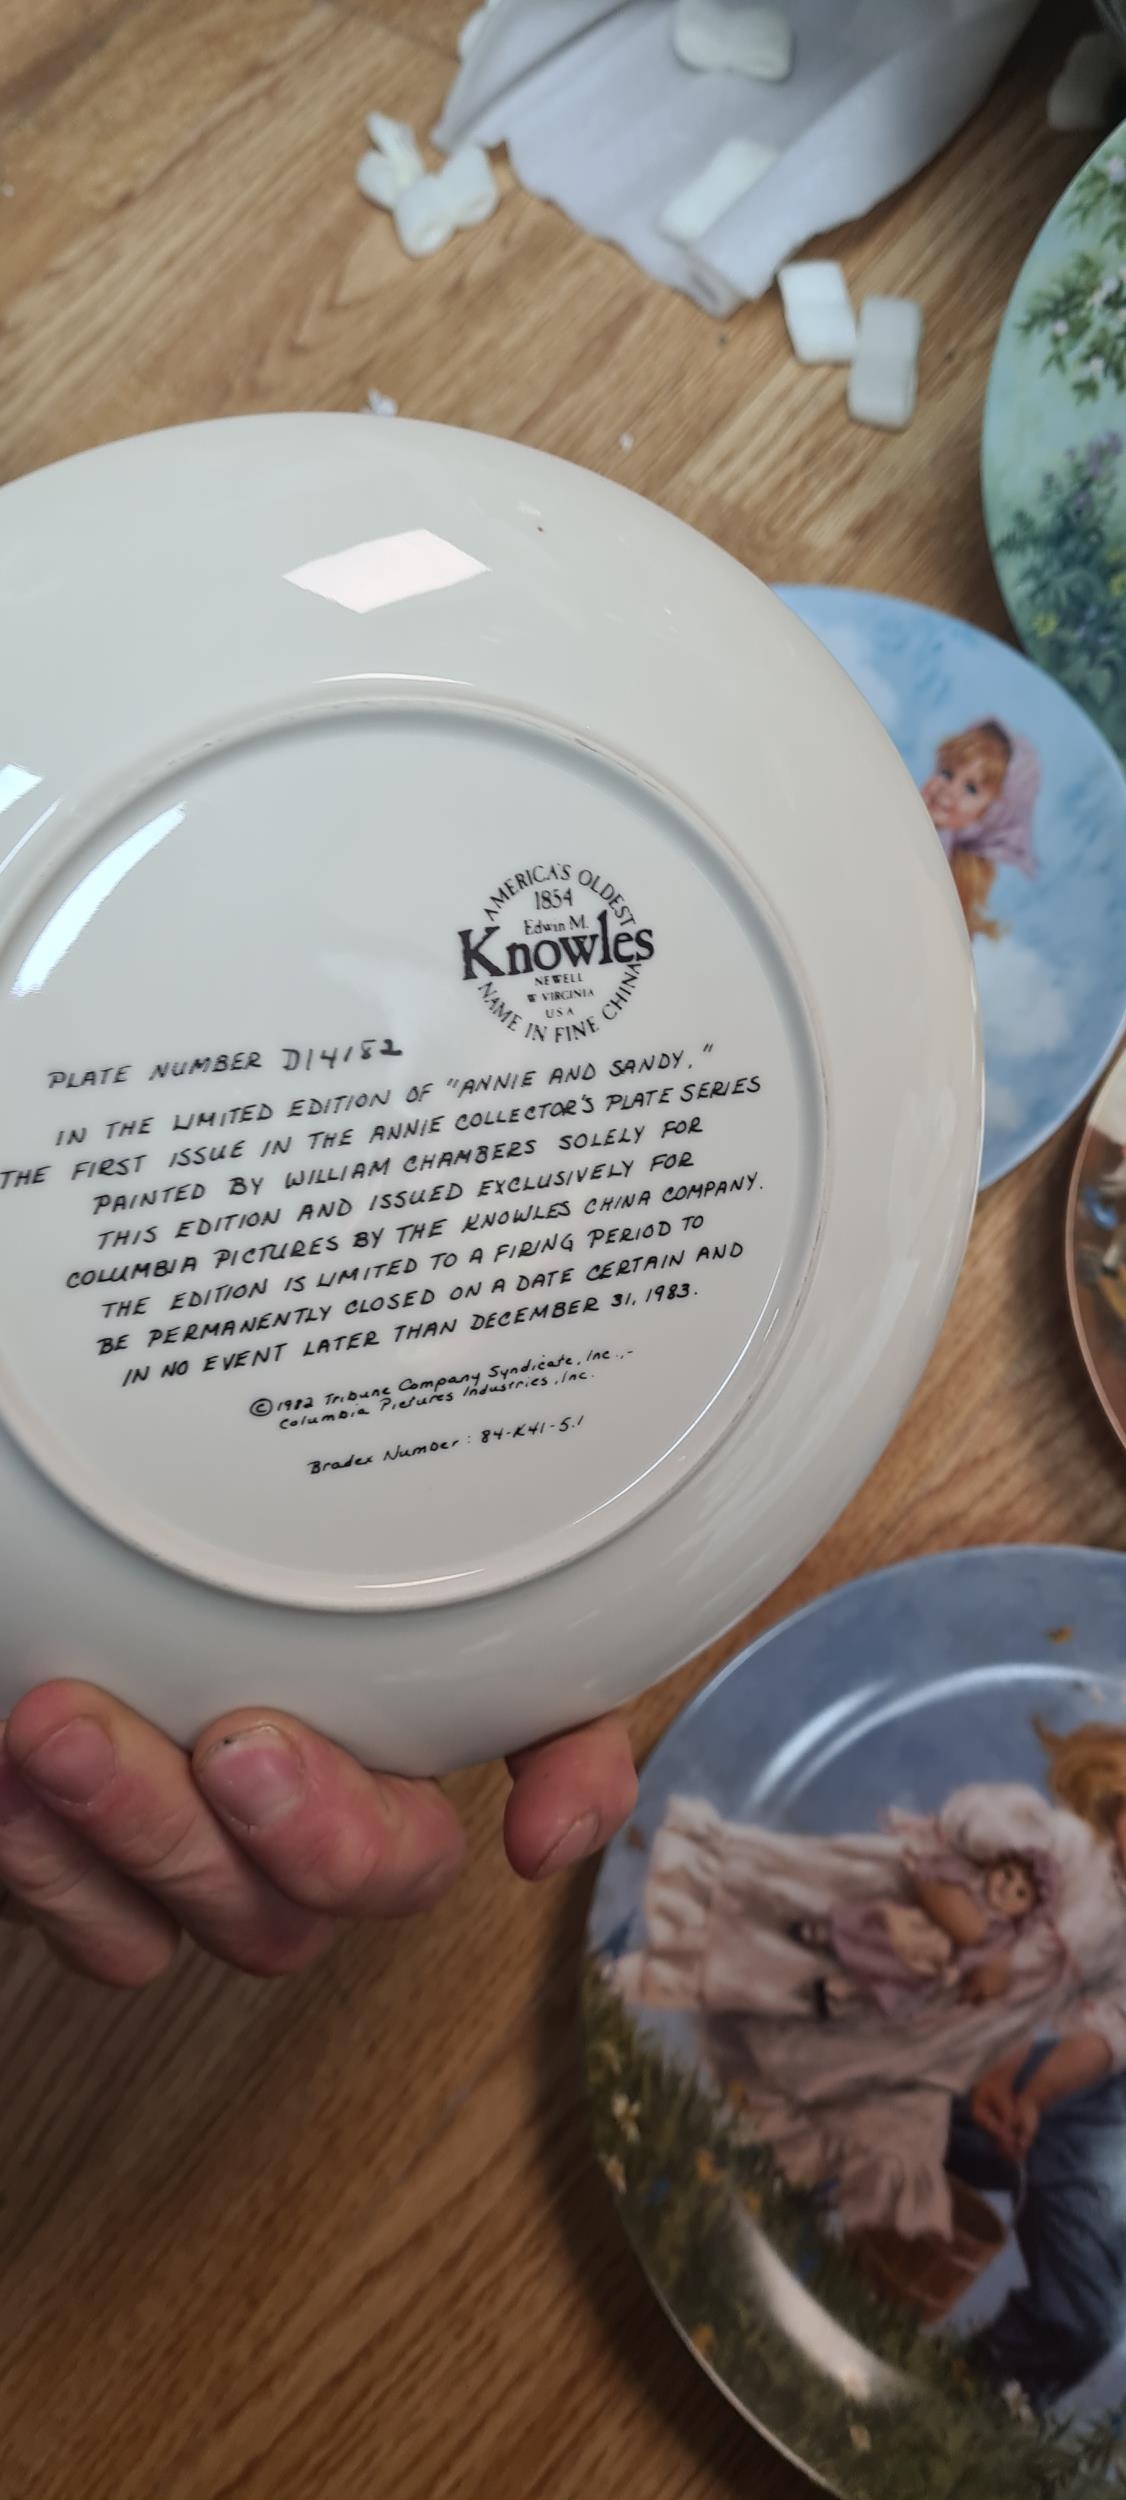 AMERICA'S OLDEST
1854
Edwin M.
Knowles
NEWELL
W VIRGINIA
USA
NAME IN FINE CHINA
PLATE NUMBER D14182
IN THE LIMITED EDITION OF "ANNIE AND SANDY,"
THE FIRST ISSUE IN THE ANNIE COLLECTOR'S PLATE SERIES
PAINTED BY WILLIAM CHAMBERS SOLELY FOR
THIS EDITION AND ISSUED EXCLUSIVELY FOR
COLUMBIA PICTURES BY THE KNOWLES CHINA COMPANY.
THE EDITION IS LIMITED TO A FIRING PERIOD TO
BE PERMANENTLY CLOSED ON A DATE CERTAIN AND
IN NO EVENT LATER THAN DECEMBER 31, 1983.
©1982 Tribune Company Syndicate, Inc.,-
Columbia Pictures Industries, Inc.
Bradex Number: 84-K41-5.1